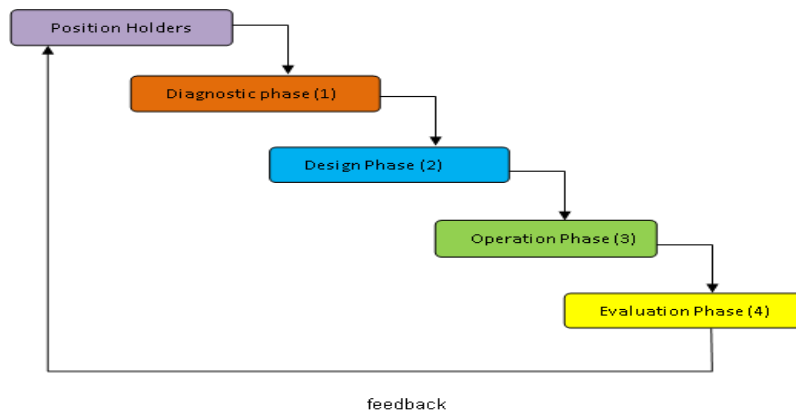 Position Holders
Diagnostic phase (1)
Design Phase (2)
Operation Phase (3)
Evaluation Phase (4)
feedback